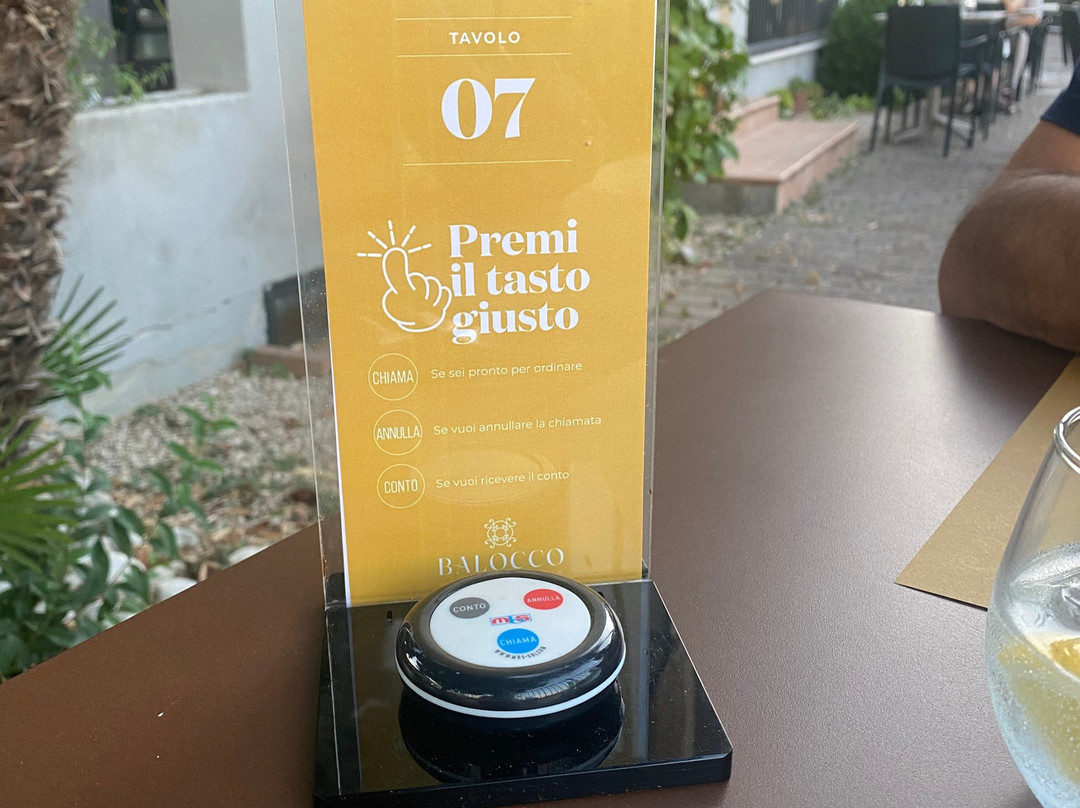 TAVOLO
07
Premi
il tasto
giusto
CHIAMA Se sei pronto per ordinare
ANNULLA Se vuoi annullare la chiamata
CONTO Se vuoi ricevere il conto
BALOCCO
CONTO ANNULLA
CHIAMA